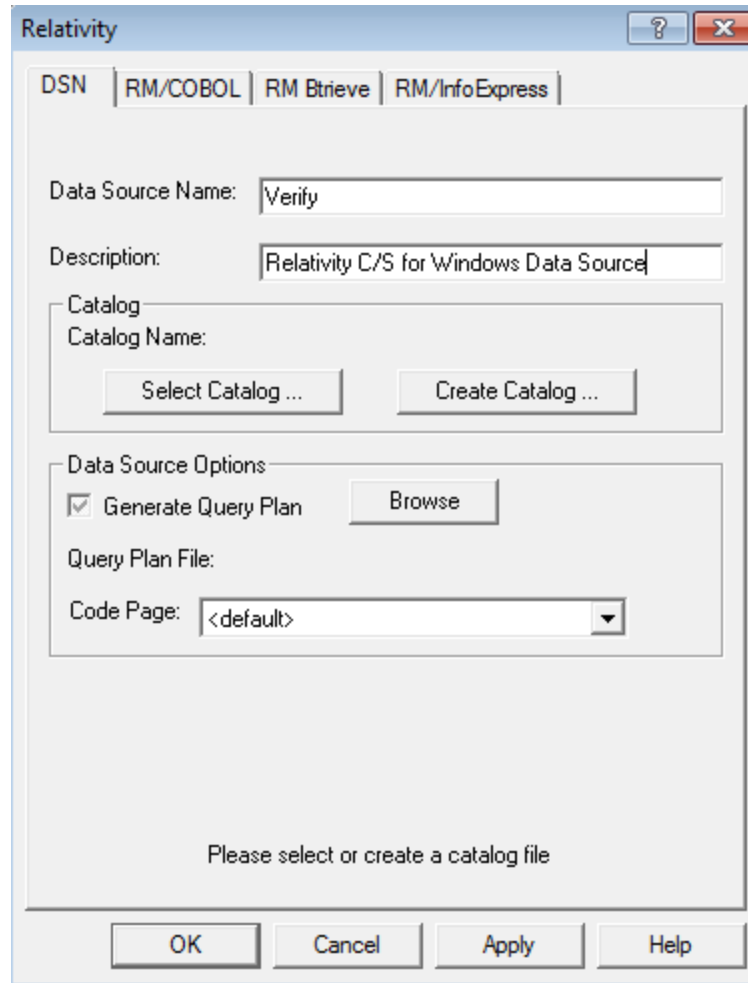 Relativity
DSN RM/COBOL RM Btrieve RM/InfoExpress
Data Source Name: Verify
Description: Relativity C/S for Windows Data Source
Catalog
Catalog Name:
Select Catalog ... Create Catalog ...
Data Source Options
Generate Query Plan Browse
Query Plan File:
Code Page: <default>
Please select or create a catalog file
OK Cancel Apply Help